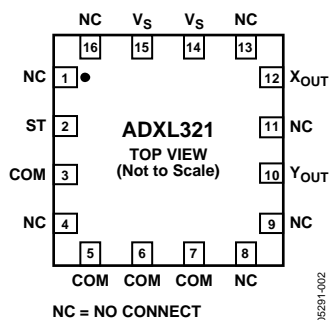 NC VS VS NC
16 15 14 13
NC 1 12 XOUT
ST 2 ADXL321 11 NC
TOP VIEW
(Not to Scale)
COM 3 10 YOUT
NC 4 9 NC
5 6 7 8
COM COM COM NC
NC = NO CONNECT
05291-002